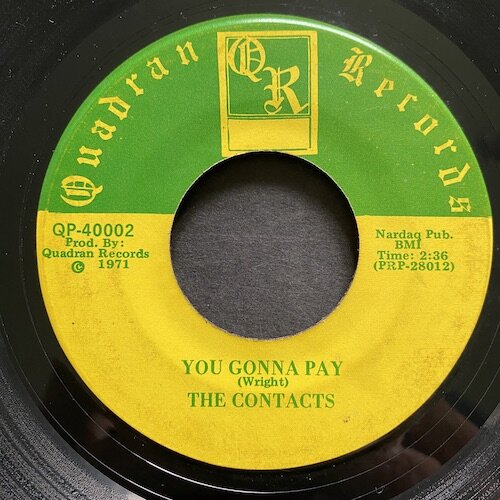 Quadran Records
QR
QP-40002
Prod. By:
Quadran Records
© 1971
Nardaq Pub.
BMI
Time: 2:36
(PRP-28012)
YOU GONNA PAY
(Wright)
THE CONTACTS